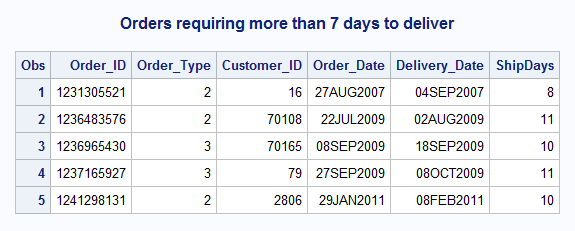 Orders requiring more than 7 days to deliver
Obs Order_ID Order_Type Customer_ID Order_Date Delivery_Date ShipDays
1 1231305521 2 16 27AUG2007 04SEP2007 8
2 1236483576 2 70108 22JUL2009 02AUG2009 11
3 1236965430 3 70165 08SEP2009 18SEP2009 10
4 1237165927 3 79 27SEP2009 08OCT2009 11
5 1241298131 2 2806 29JAN2011 08FEB2011 10